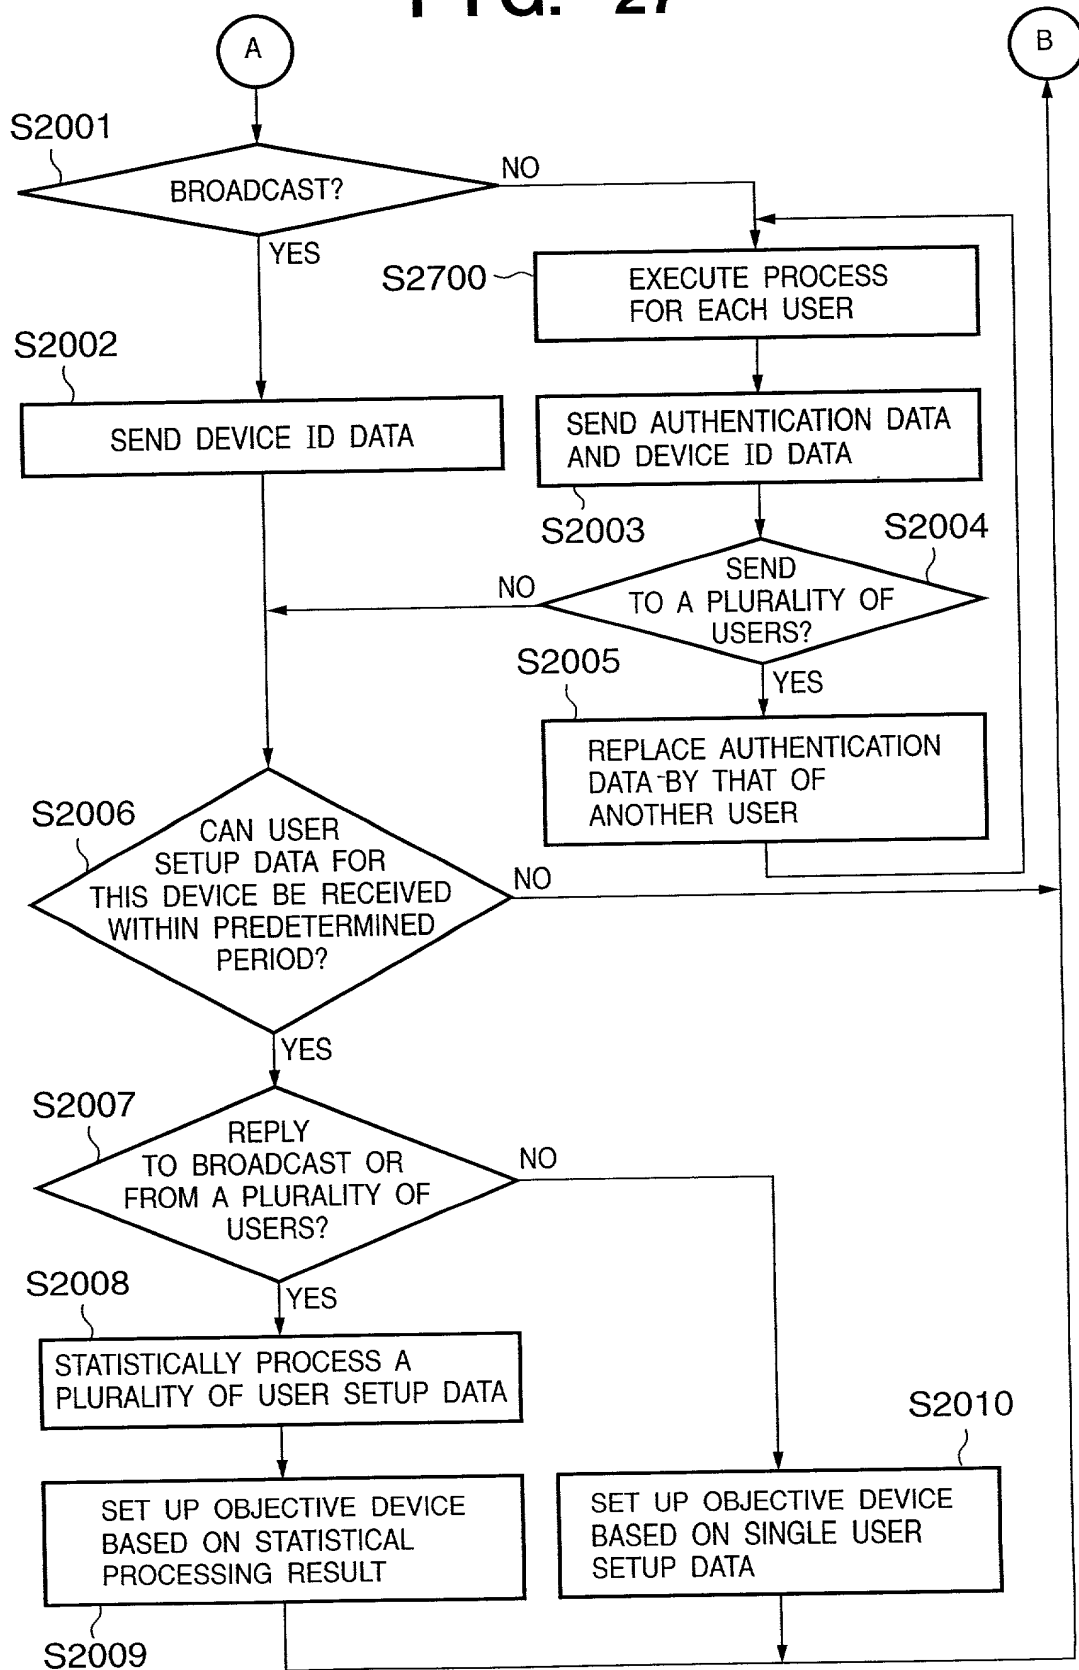 FIG. 27
A
B
S2001
BROADCAST?
NO
YES
S2700
EXECUTE PROCESS
FOR EACH USER
S2002
SEND DEVICE ID DATA
SEND AUTHENTICATION DATA
AND DEVICE ID DATA
S2003
S2004
SEND
TO A PLURALITY OF
USERS?
NO
YES
S2005
REPLACE AUTHENTICATION
DATA BY THAT OF
ANOTHER USER
S2006
CAN USER
SETUP DATA FOR
THIS DEVICE BE RECEIVED
WITHIN PREDETERMINED
PERIOD?
NO
YES
S2007
REPLY
TO BROADCAST OR
FROM A PLURALITY OF
USERS?
NO
YES
S2008
STATISTICALLY PROCESS A
PLURALITY OF USER SETUP DATA
S2010
SET UP OBJECTIVE DEVICE
BASED ON STATISTICAL
PROCESSING RESULT
S2009
SET UP OBJECTIVE DEVICE
BASED ON SINGLE USER
SETUP DATA